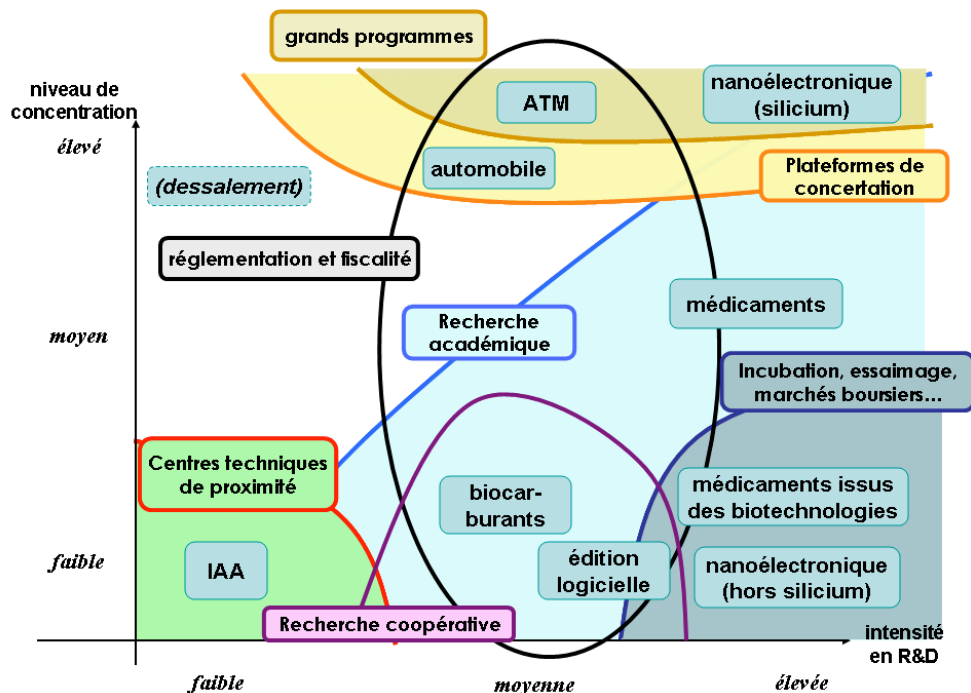 grands programmes
niveau de
concentration
élevé
ATM
nanoélectronique
(silicium)
automobile
Plateformes de
concertation
(dessalement)
réglementation et fiscalité
médicaments
moyen
Recherche
académique
Incubation, essaimage,
marchés boursiers…
Centres techniques
de proximité
biocar-
burants
médicaments issus
des biotechnologies
faible
IAA
édition
logicielle
nanoélectronique
(hors silicium)
Recherche coopérative
intensité
en R&D
faible
moyenne
élevée